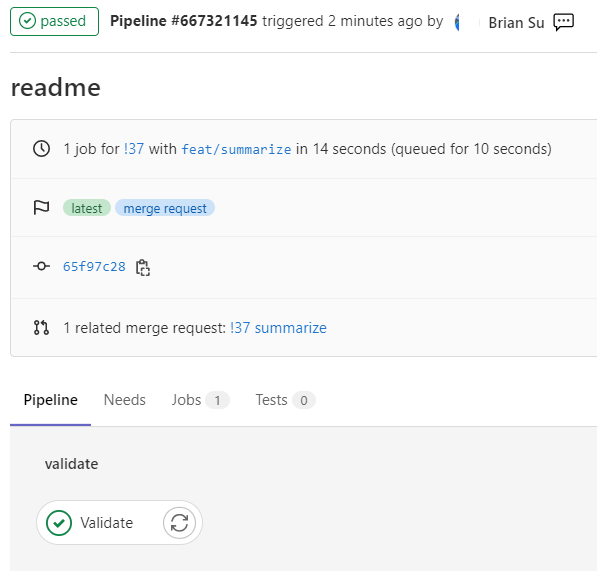 passed Pipeline #667321145 triggered 2 minutes ago by Brian Su
readme
1 job for !37 with feat/summarize in 14 seconds (queued for 10 seconds)
latest merge request
65f97c28
1 related merge request: !37 summarize
Pipeline Needs Jobs 1 Tests 0
validate
Validate